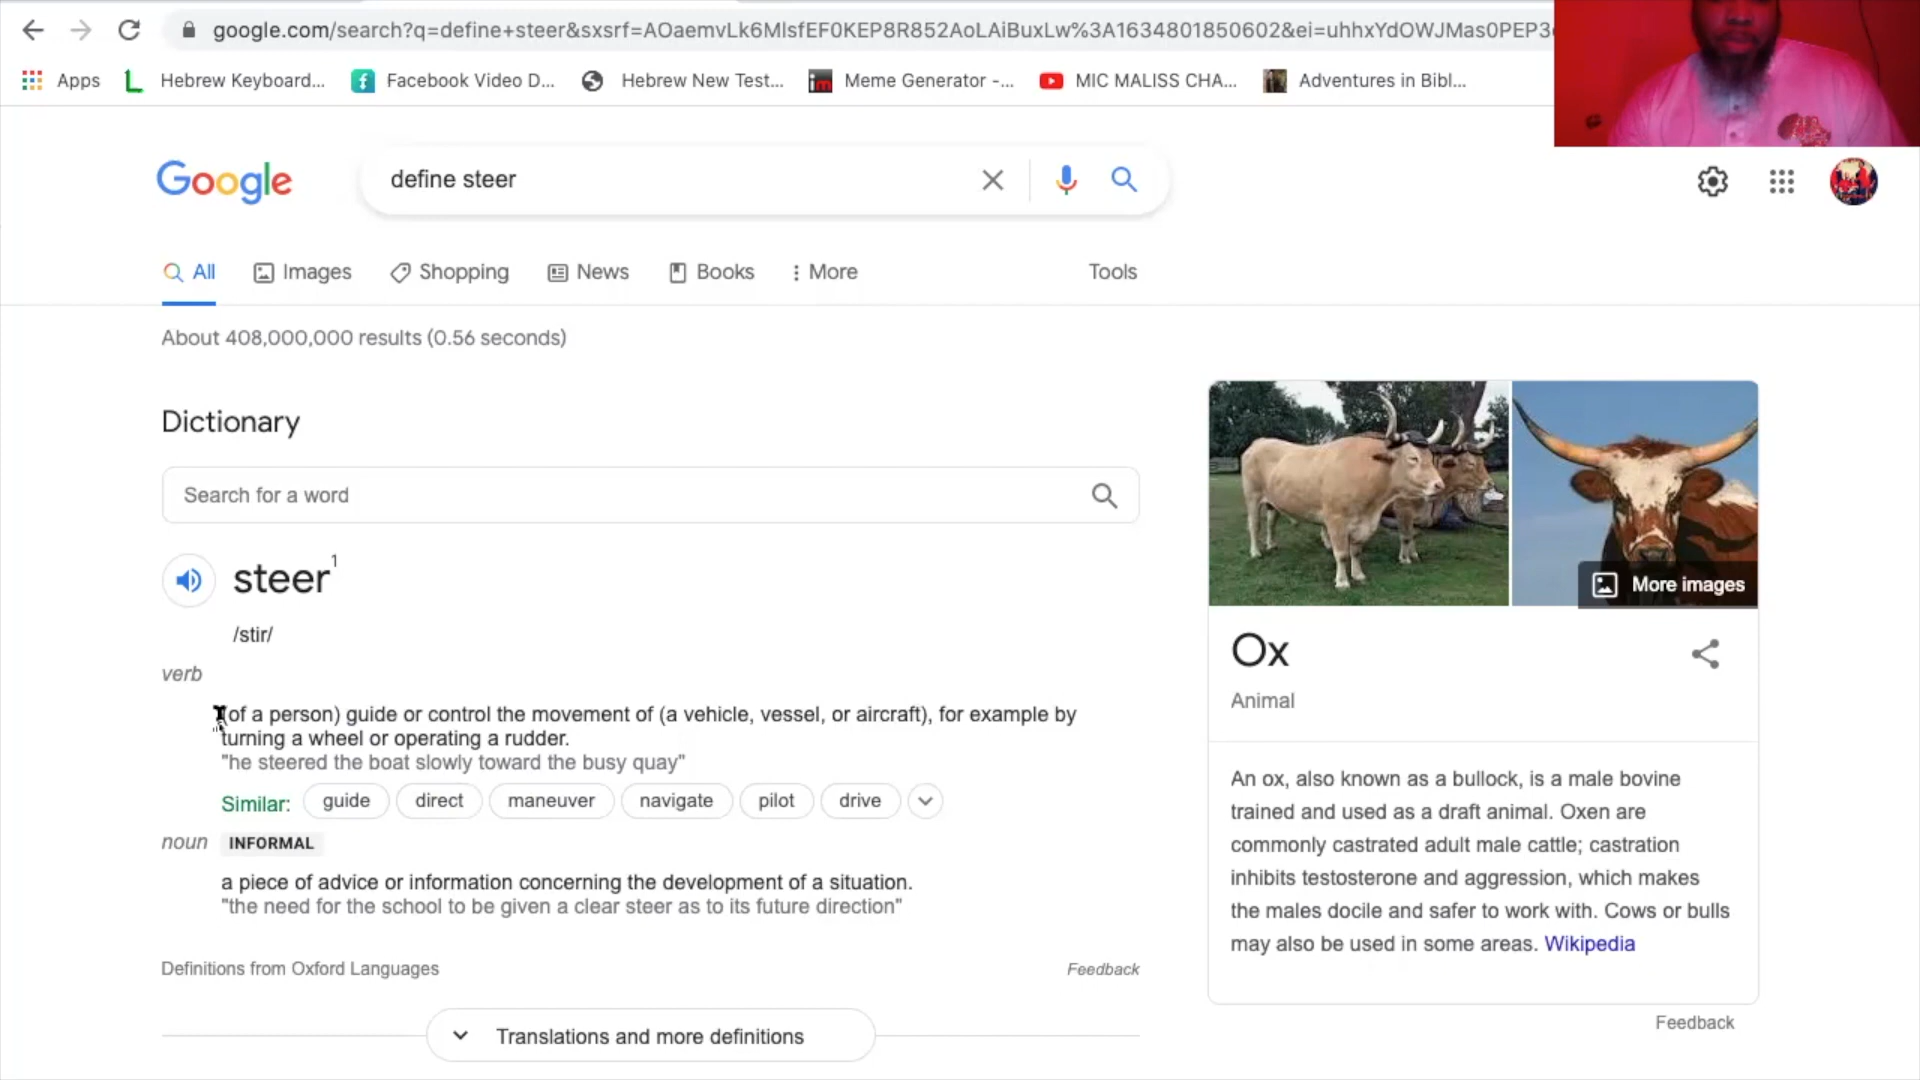 google.com/search?q=define+steer&sxsrf=AOaemvLk6MlsfEF0KEP8R852AoLAiBuxLw%3A1634801850602&ei=uhhxYdOWJMas0PEP3
Apps Hebrew Keyboard... Facebook Video D... Hebrew New Test... Meme Generator -... MIC MALISS CHA... Adventures in Bibl...
Google define steer
All Images Shopping News Books More Tools
About 408,000,000 results (0.56 seconds)
Dictionary
Search for a word
steer1
/stir/
verb
(of a person) guide or control the movement of (a vehicle, vessel, or aircraft), for example by
turning a wheel or operating a rudder.
"he steered the boat slowly toward the busy quay"
Similar: guide direct maneuver navigate pilot drive
noun INFORMAL
a piece of advice or information concerning the development of a situation.
"the need for the school to be given a clear steer as to its future direction"
Definitions from Oxford Languages Feedback
Translations and more definitions
More images
Ox
Animal
An ox, also known as a bullock, is a male bovine
trained and used as a draft animal. Oxen are
commonly castrated adult male cattle; castration
inhibits testosterone and aggression, which makes
the males docile and safer to work with. Cows or bulls
may also be used in some areas. Wikipedia
Feedback